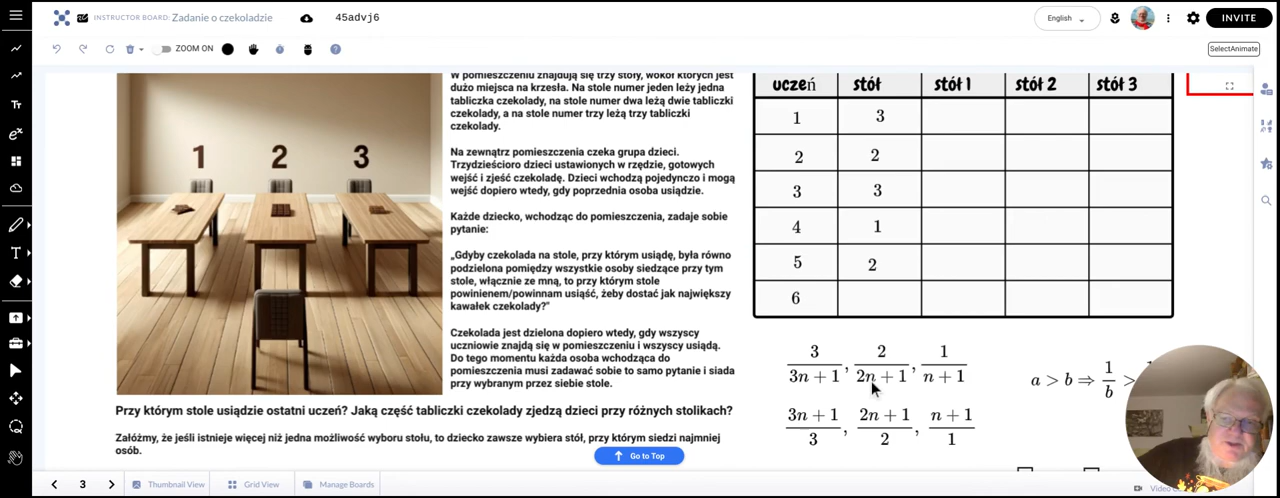 INSTRUCTOR BOARD: Zadanie o czekoladzie
45advj6
English
INVITE
ZOOM ON
SelectAnimate
1 2 3
W pomieszczeniu znajdują się trzy stoły, wokół których jest
dużo miejsca na krzesła. Na stole numer jeden leży jedna
tabliczka czekolady, na stole numer dwa leżą dwie tabliczki
czekolady, a na stole numer trzy leżą trzy tabliczki
czekolady.
Na zewnątrz pomieszczenia czeka grupa dzieci.
Trzydzieścioro dzieci ustawionych w rzędzie, gotowych
wejść i zjeść czekoladę. Dzieci wchodzą pojedynczo i mogą
wejść dopiero wtedy, gdy poprzednia osoba usiądzie.
Każde dziecko, wchodząc do pomieszczenia, zadaje sobie
pytanie:
„Gdyby czekolada na stole, przy którym usiądę, była równo
podzielona pomiędzy wszystkie osoby siedzące przy tym
stole, włącznie ze mną, to przy którym stole
powinienem/powinnam usiąść, żeby dostać jak największy
kawałek czekolady?"
Czekolada jest dzielona dopiero wtedy, gdy wszyscy
uczniowie znajdą się w pomieszczeniu i wszyscy usiądą.
Do tego momentu każda osoba wchodząca do
pomieszczenia musi zadawać sobie to samo pytanie i siada
przy wybranym przez siebie stole.
Przy którym stole usiądzie ostatni uczeń? Jaką część tabliczki czekolady zjedzą dzieci przy różnych stolikach?
Załóżmy, że jeśli istnieje więcej niż jedna możliwość wyboru stołu, to dziecko zawsze wybiera stół, przy którym siedzi najmniej
osób.
uczeń stół stół 1 stół 2 stół 3
1 3
2 2
3 3
4 1
5 2
6
3/(3n+1), 2/(2n+1), 1/(n+1)
(3n+1)/3, (2n+1)/2, (n+1)/1
a > b ⇒ 1/b >
Go to Top
3
Thumbnail View
Grid View
Manage Boards